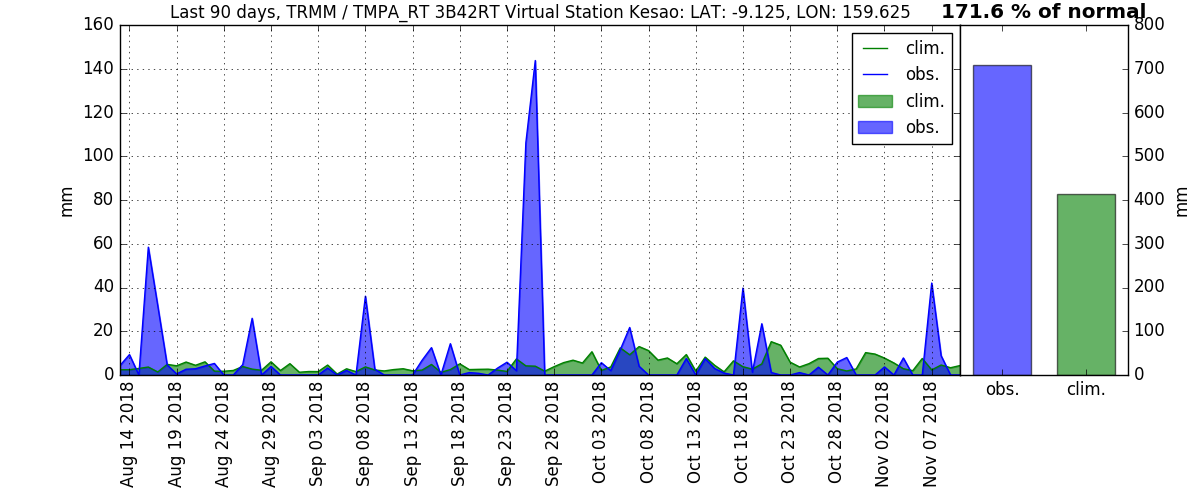 Last 90 days, TRMM / TMPA_RT 3B42RT Virtual Station Kesao: LAT: -9.125, LON: 159.625
171.6 % of normal
160
140
120
100
80
60
40
20
0
mm
clim.
obs.
clim.
obs.
800
700
600
500
400
300
200
100
0
mm
Aug 14 2018
Aug 19 2018
Aug 24 2018
Aug 29 2018
Sep 03 2018
Sep 08 2018
Sep 13 2018
Sep 18 2018
Sep 23 2018
Sep 28 2018
Oct 03 2018
Oct 08 2018
Oct 13 2018
Oct 18 2018
Oct 23 2018
Oct 28 2018
Nov 02 2018
Nov 07 2018
obs.
clim.